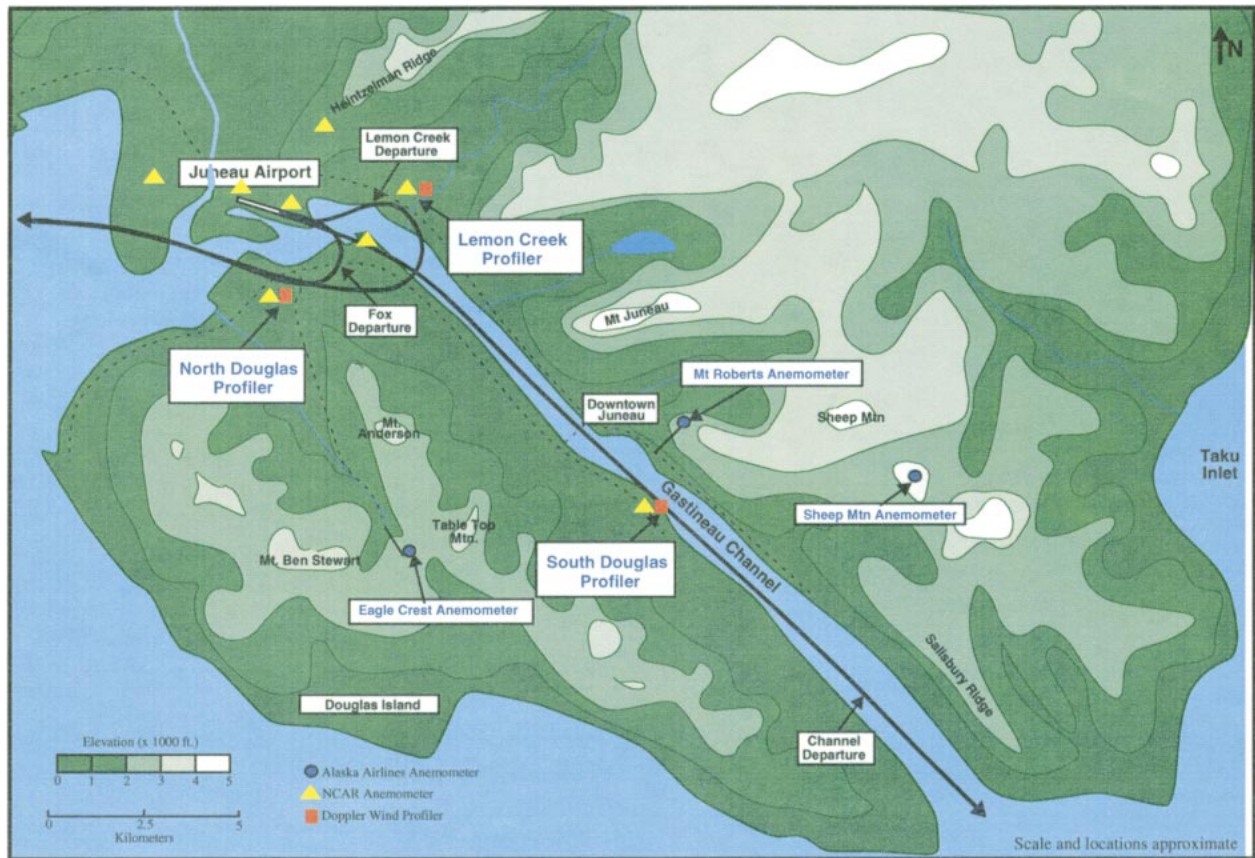 N
Heintzelman Ridge
Lemon Creek
Departure
Juneau Airport
Lemon Creek
Profiler
Fox
Departure
North Douglas
Profiler
Mt Juneau
Mt Roberts Anemometer
Downtown
Juneau
Sheep Mtn
Mt.
Anderson
Taku
Inlet
Gastineau Channel
Sheep Mtn Anemometer
Table Top
Mtn.
Mt. Ben Stewart
South Douglas
Profiler
Eagle Crest Anemometer
Salisbury Ridge
Douglas Island
Channel
Departure
Elevation (x 1000 ft.)
0 1 2 3 4 5
Alaska Airlines Anemometer
NCAR Anemometer
Doppler Wind Profiler
0 2.5 5
Kilometers
Scale and locations approximate